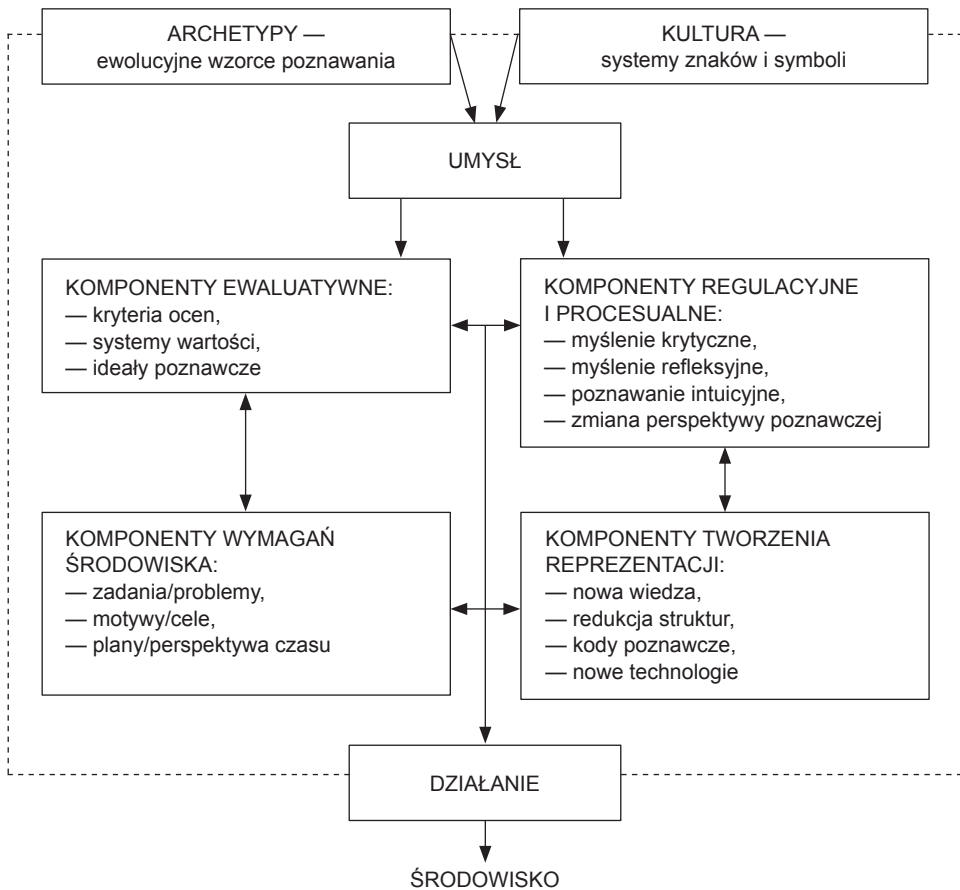 ARCHETYPY —
ewolucyjne wzorce poznawania
KULTURA —
systemy znaków i symboli
UMYSŁ
KOMPONENTY EWALUATYWNE:
— kryteria ocen,
— systemy wartości,
— ideały poznawcze
KOMPONENTY REGULACYJNE
I PROCESUALNE:
— myślenie krytyczne,
— myślenie refleksyjne,
— poznawanie intuicyjne,
— zmiana perspektywy poznawczej
KOMPONENTY WYMAGAŃ
ŚRODOWISKA:
— zadania/problemy,
— motywy/cele,
— plany/perspektywa czasu
KOMPONENTY TWORZENIA
REPREZENTACJI:
— nowa wiedza,
— redukcja struktur,
— kody poznawcze,
— nowe technologie
DZIAŁANIE
ŚRODOWISKO